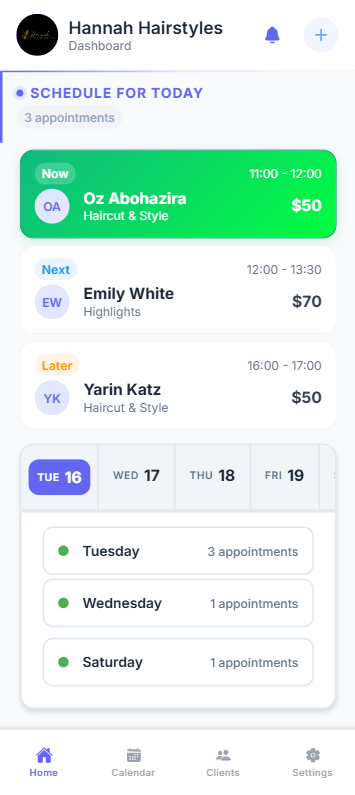 Hannah Hairstyles
Dashboard
SCHEDULE FOR TODAY
3 appointments
Now
11:00 - 12:00
OA
Oz Abohazira
Haircut & Style
$50
Next
12:00 - 13:30
EW
Emily White
Highlights
$70
Later
16:00 - 17:00
YK
Yarin Katz
Haircut & Style
$50
TUE 16
WED 17
THU 18
FRI 19
Tuesday
3 appointments
Wednesday
1 appointments
Saturday
1 appointments
Home
Calendar
Clients
Settings